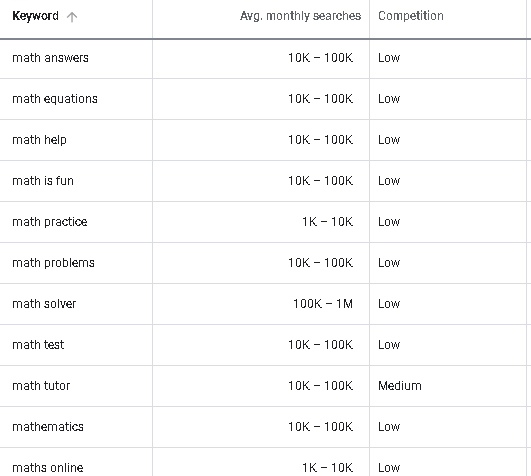 Keyword Avg. monthly searches Competition
math answers 10K – 100K Low
math equations 10K – 100K Low
math help 10K – 100K Low
math is fun 10K – 100K Low
math practice 1K – 10K Low
math problems 10K – 100K Low
math solver 100K – 1M Low
math test 10K – 100K Low
math tutor 10K – 100K Medium
mathematics 10K – 100K Low
maths online 1K – 10K Low